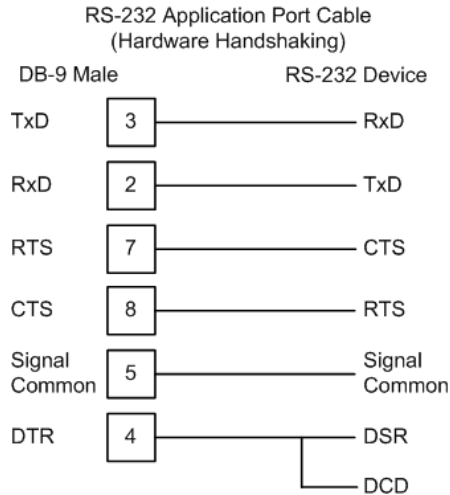 RS-232 Application Port Cable
(Hardware Handshaking)
DB-9 Male RS-232 Device
TxD 3 RxD
RxD 2 TxD
RTS 7 CTS
CTS 8 RTS
Signal
Common 5 Signal
Common
DTR 4 DSR
DCD